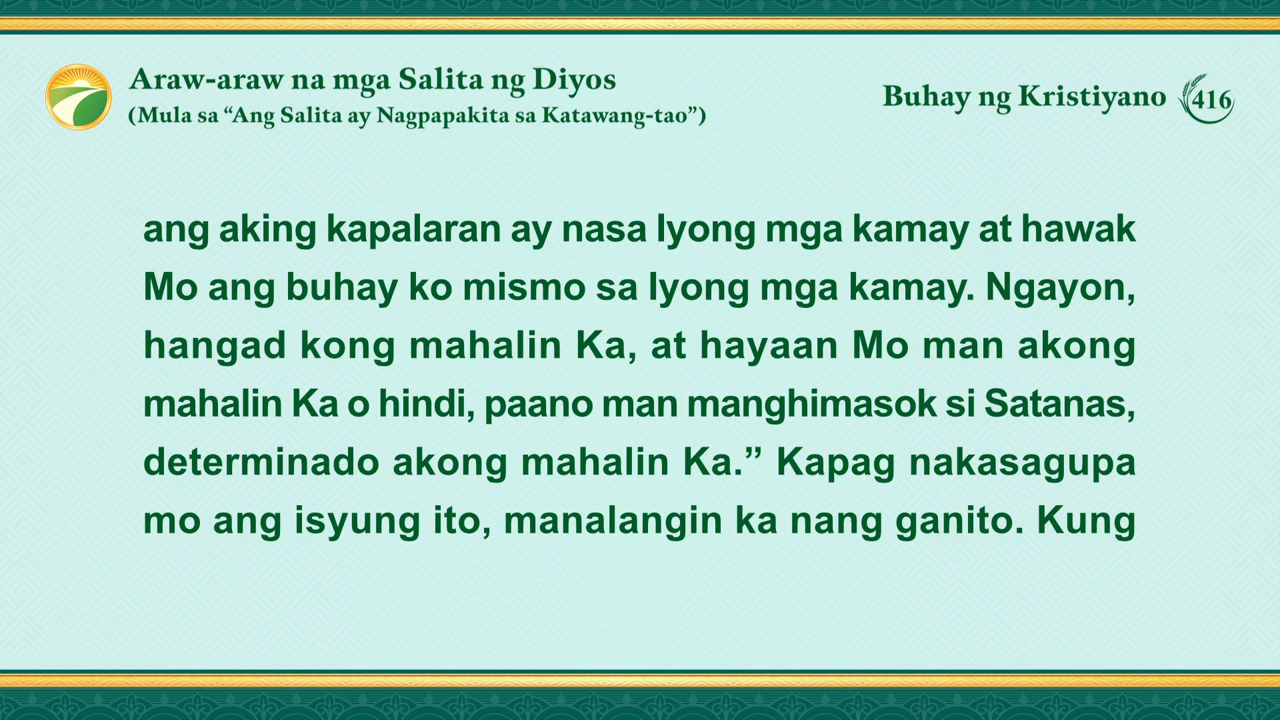 Araw-araw na mga Salita ng Diyos
(Mula sa “Ang Salita ay Nagpapakita sa Katawang-tao”)
Buhay ng Kristiyano 416
ang aking kapalaran ay nasa Iyong mga kamay at hawak
Mo ang buhay ko mismo sa Iyong mga kamay. Ngayon,
hangad kong mahalin Ka, at hayaan Mo man akong
mahalin Ka o hindi, paano man manghimasok si Satanas,
determinado akong mahalin Ka.” Kapag nakasagupa
mo ang isyung ito, manalangin ka nang ganito. Kung